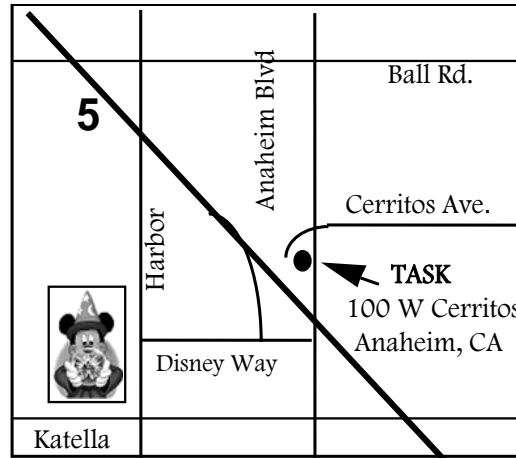 Ball Rd.
5
Anaheim Blvd
Harbor
Cerritos Ave.
TASK
100 W Cerritos
Anaheim, CA
Disney Way
Katella